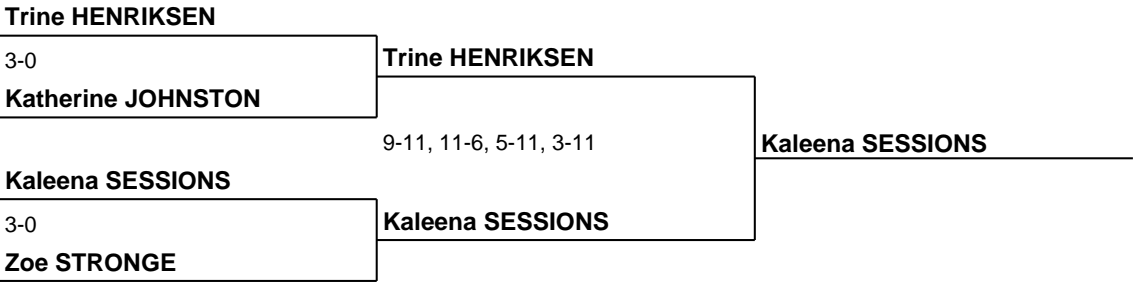 Trine HENRIKSEN
3-0
Trine HENRIKSEN
Katherine JOHNSTON
9-11, 11-6, 5-11, 3-11
Kaleena SESSIONS
Kaleena SESSIONS
3-0
Kaleena SESSIONS
Zoe STRONGE